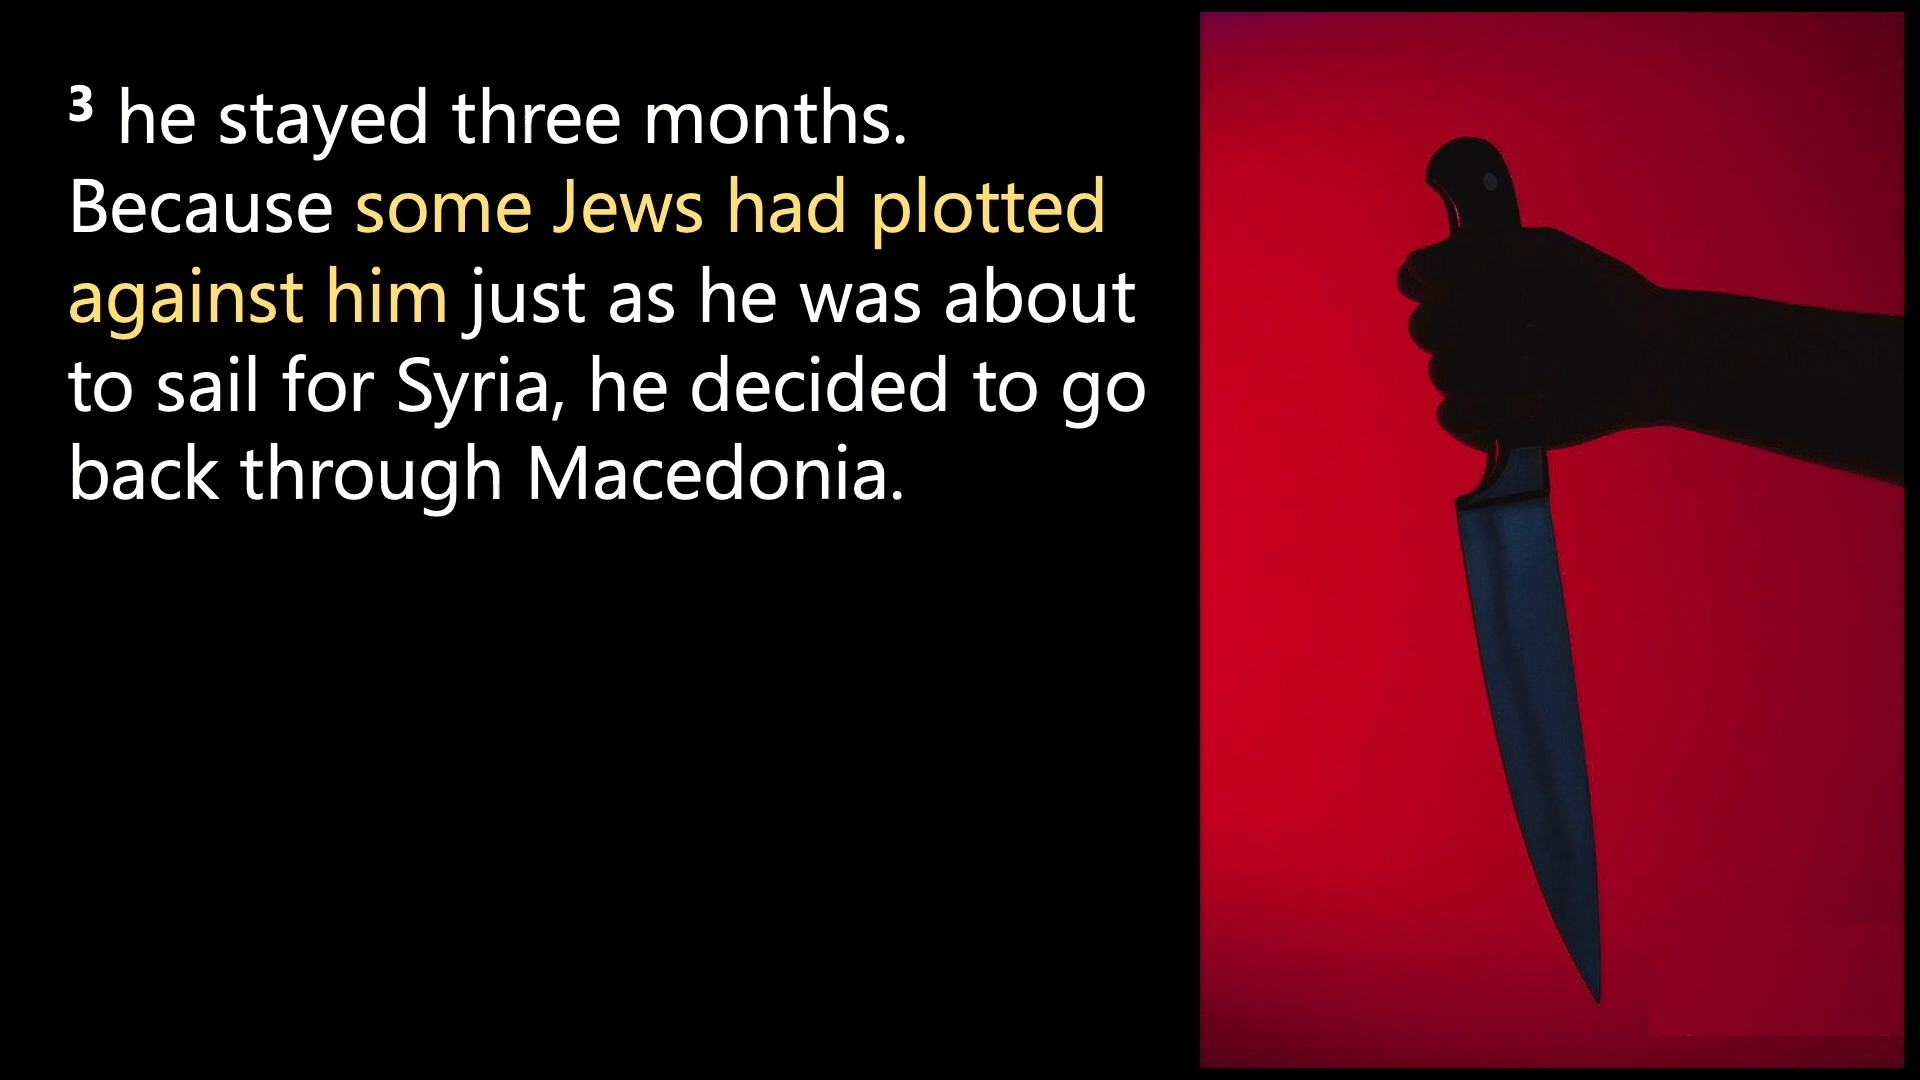 3 he stayed three months.
Because some Jews had plotted
against him just as he was about
to sail for Syria, he decided to go
back through Macedonia.